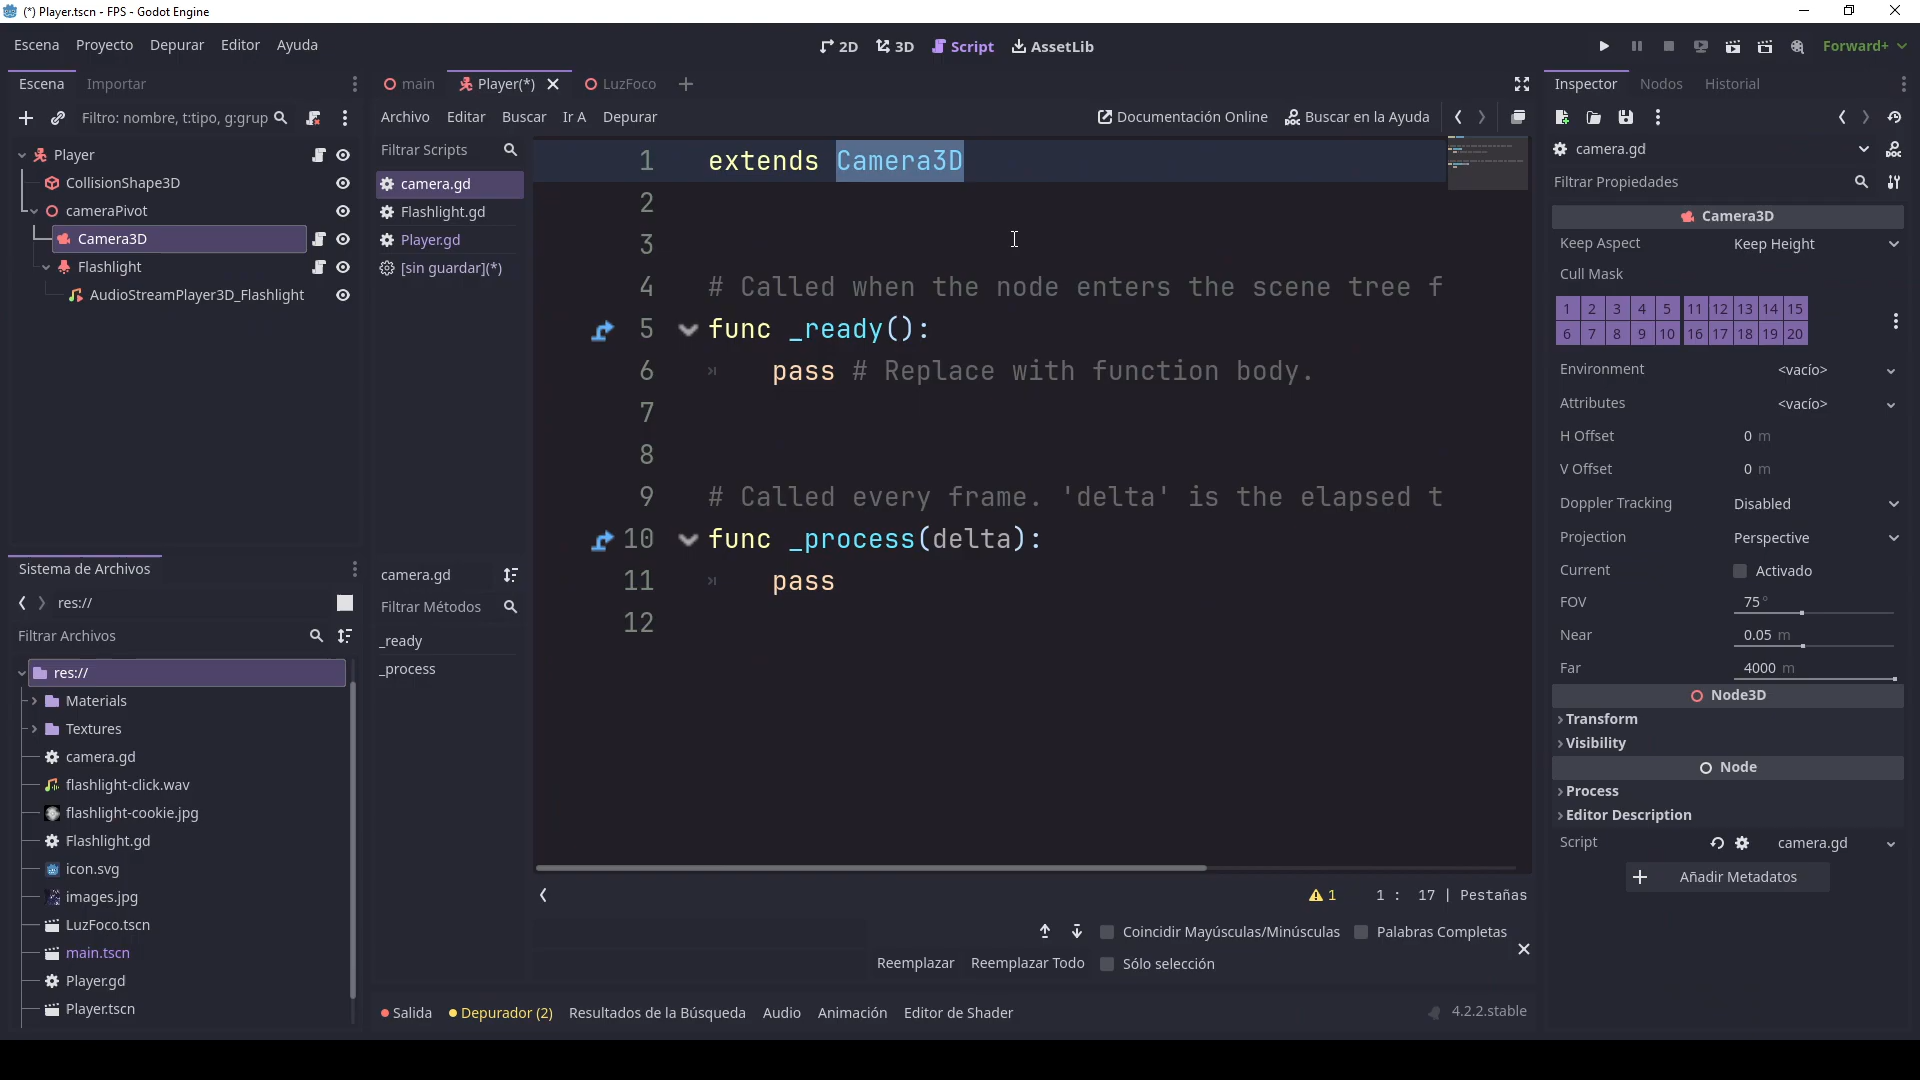 (*) Player.tscn - FPS - Godot Engine
Escena Proyecto Depurar Editor Ayuda
2D 3D Script AssetLib
Forward+
Escena Importar
Filtro: nombre, t:tipo, g:grup
Player
CollisionShape3D
cameraPivot
Camera3D
Flashlight
AudioStreamPlayer3D_Flashlight
Sistema de Archivos
res://
Filtrar Archivos
res://
Materials
Textures
camera.gd
flashlight-click.wav
flashlight-cookie.jpg
Flashlight.gd
icon.svg
images.jpg
LuzFoco.tscn
main.tscn
Player.gd
Player.tscn
main Player(*) LuzFoco
Archivo Editar Buscar Ir A Depurar
Documentación Online Buscar en la Ayuda
Filtrar Scripts
camera.gd
Flashlight.gd
Player.gd
[sin guardar](*)
camera.gd
Filtrar Métodos
_ready
_process
1 extends Camera3D
2
3
4 # Called when the node enters the scene tree f
5 func _ready():
6 pass # Replace with function body.
7
8
9 # Called every frame. 'delta' is the elapsed t
10 func _process(delta):
11 pass
12
1 1 : 17 | Pestañas
Coincidir Mayúsculas/Minúsculas Palabras Completas
Reemplazar Reemplazar Todo Sólo selección
Salida Depurador (2) Resultados de la Búsqueda Audio Animación Editor de Shader
4.2.2.stable
Inspector Nodos Historial
camera.gd
Filtrar Propiedades
Camera3D
Keep Aspect Keep Height
Cull Mask
1 2 3 4 5 11 12 13 14 15
6 7 8 9 10 16 17 18 19 20
Environment <vacío>
Attributes <vacío>
H Offset 0 m
V Offset 0 m
Doppler Tracking Disabled
Projection Perspective
Current Activado
FOV 75 °
Near 0.05 m
Far 4000 m
Node3D
Transform
Visibility
Node
Process
Editor Description
Script camera.gd
Añadir Metadatos